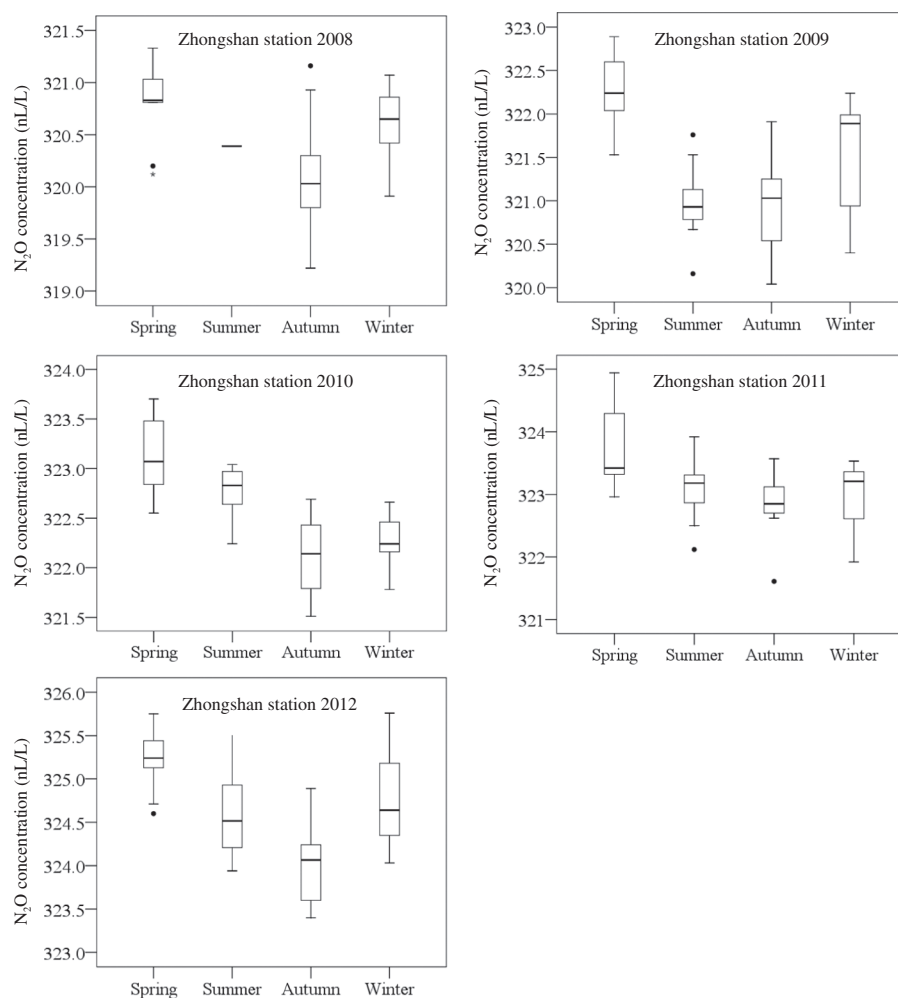 Zhongshan station 2008
N₂O concentration (nL/L)
321.5
321.0
320.5
320.0
319.5
319.0
Spring Summer Autumn Winter
Zhongshan station 2009
N₂O concentration (nL/L)
323.0
322.5
322.0
321.5
321.0
320.5
320.0
Spring Summer Autumn Winter
Zhongshan station 2010
N₂O concentration (nL/L)
324.0
323.5
323.0
322.5
322.0
321.5
Spring Summer Autumn Winter
Zhongshan station 2011
N₂O concentration (nL/L)
325
324
323
322
321
Spring Summer Autumn Winter
Zhongshan station 2012
N₂O concentration (nL/L)
326.0
325.5
325.0
324.5
324.0
323.5
323.0
Spring Summer Autumn Winter